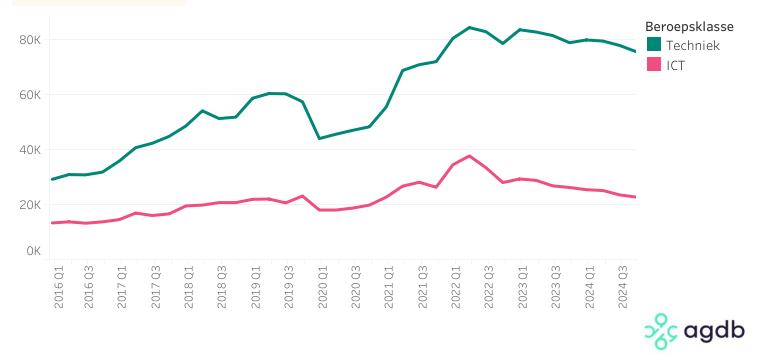 80K
60K
40K
20K
0K
2016 Q1
2016 Q3
2017 Q1
2017 Q3
2018 Q1
2018 Q3
2019 Q1
2019 Q3
2020 Q1
2020 Q3
2021 Q1
2021 Q3
2022 Q1
2022 Q3
2023 Q1
2023 Q3
2024 Q1
2024 Q3
Beroepsklasse
Techniek
ICT
agdb